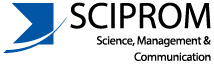 SCIPROM
Science, Management &
Communication